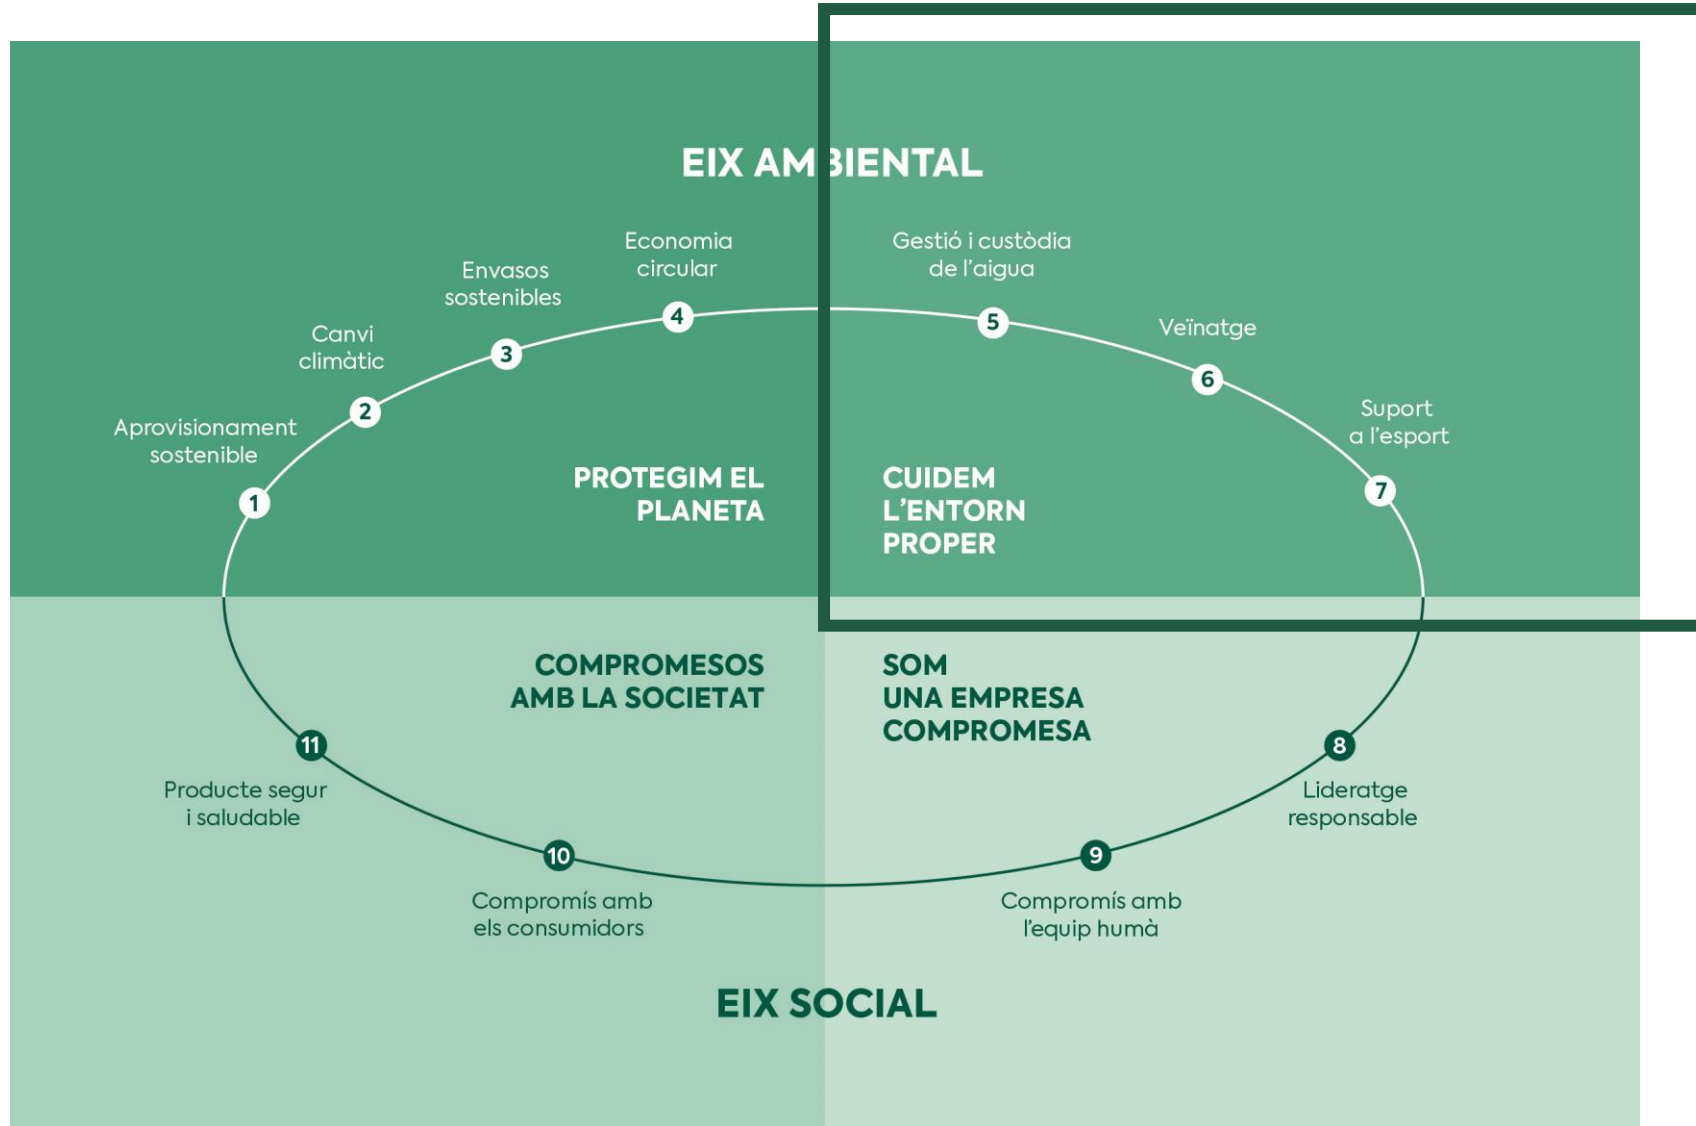 EIX AMBIENTAL
Economia
circular
Gestió i custòdia
de l'aigua
Envasos
sostenibles
Veïnatge
Canvi
climàtic
Suport
a l'esport
Aprovisionament
sostenible
4
5
3
6
2
7
1
PROTEGIM EL
PLANETA
CUIDEM
L'ENTORN
PROPER
COMPROMESOS
AMB LA SOCIETAT
SOM
UNA EMPRESA
COMPROMESA
11
Producte segur
i saludable
8
Lideratge
responsable
10
Compromís amb
els consumidors
9
Compromís amb
l'equip humà
EIX SOCIAL